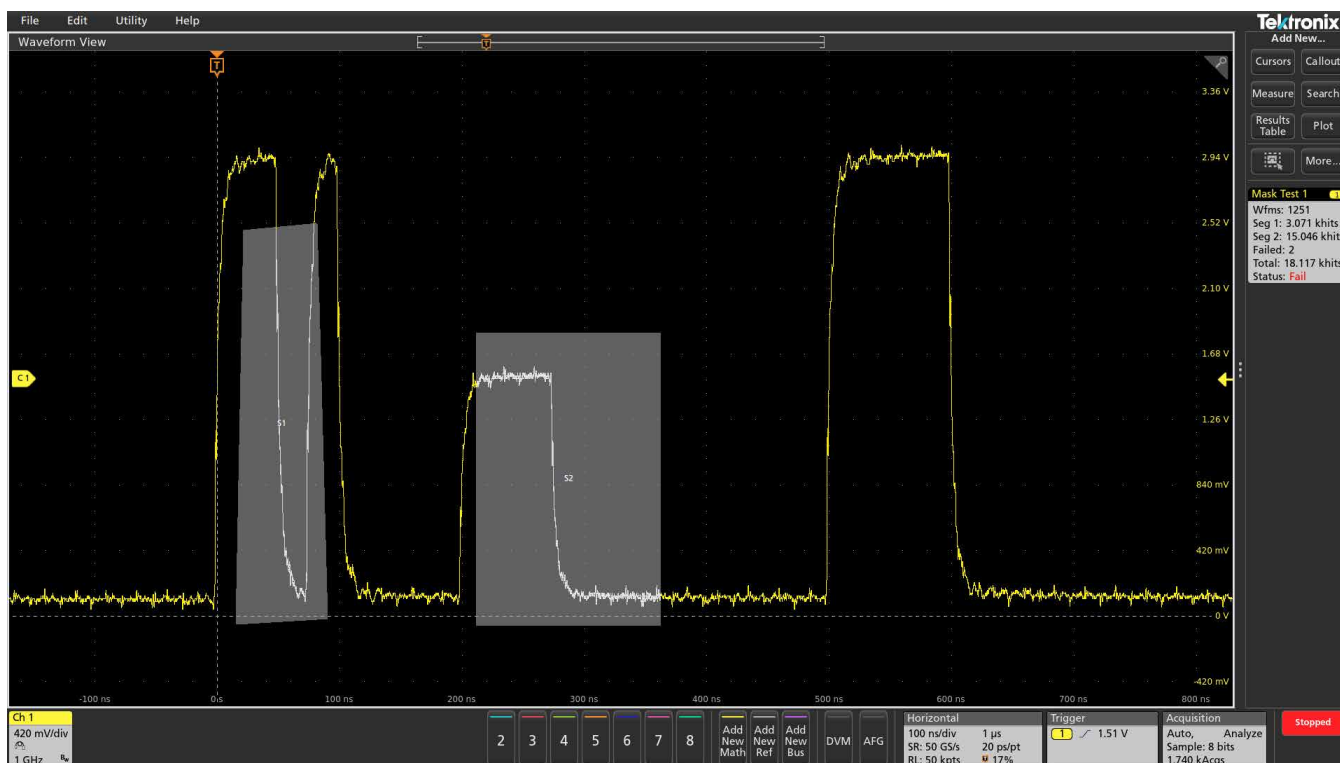 File Edit Utility Help
Tektronix
Waveform View
Add New...
T
T
Cursors Callout
Measure Search
Results Table Plot
More...
Mask Test 1 1
Wfms: 1251
Seg 1: 3.071 khits
Seg 2: 15.046 khit
Failed: 2
Total: 18.117 khits
Status: Fail
3.36 V
2.94 V
2.52 V
2.10 V
1.68 V
C1
1.26 V
S1
S2
840 mV
420 mV
0 V
-420 mV
-100 ns 0s 100 ns 200 ns 300 ns 400 ns 500 ns 600 ns 700 ns 800 ns
Ch 1
420 mV/div
1 GHz
2 3 4 5 6 7 8
Add New Math
Add New Ref
Add New Bus
DVM AFG
Horizontal
100 ns/div 1 µs
SR: 50 GS/s 20 ps/pt
RL: 50 kpts 17%
Trigger
1 1.51 V
Acquisition
Auto, Analyze
Sample: 8 bits
1.740 kAcqs
Stopped